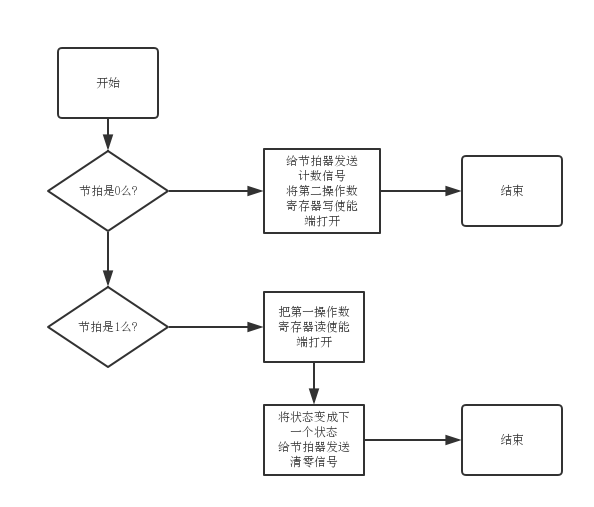 开始
节拍是0么?
给节拍器发送
计数信号
将第二操作数
寄存器写使能
端打开
结束
节拍是1么?
把第一操作数
寄存器读使能
端打开
将状态变成下
一个状态
给节拍器发送
清零信号
结束